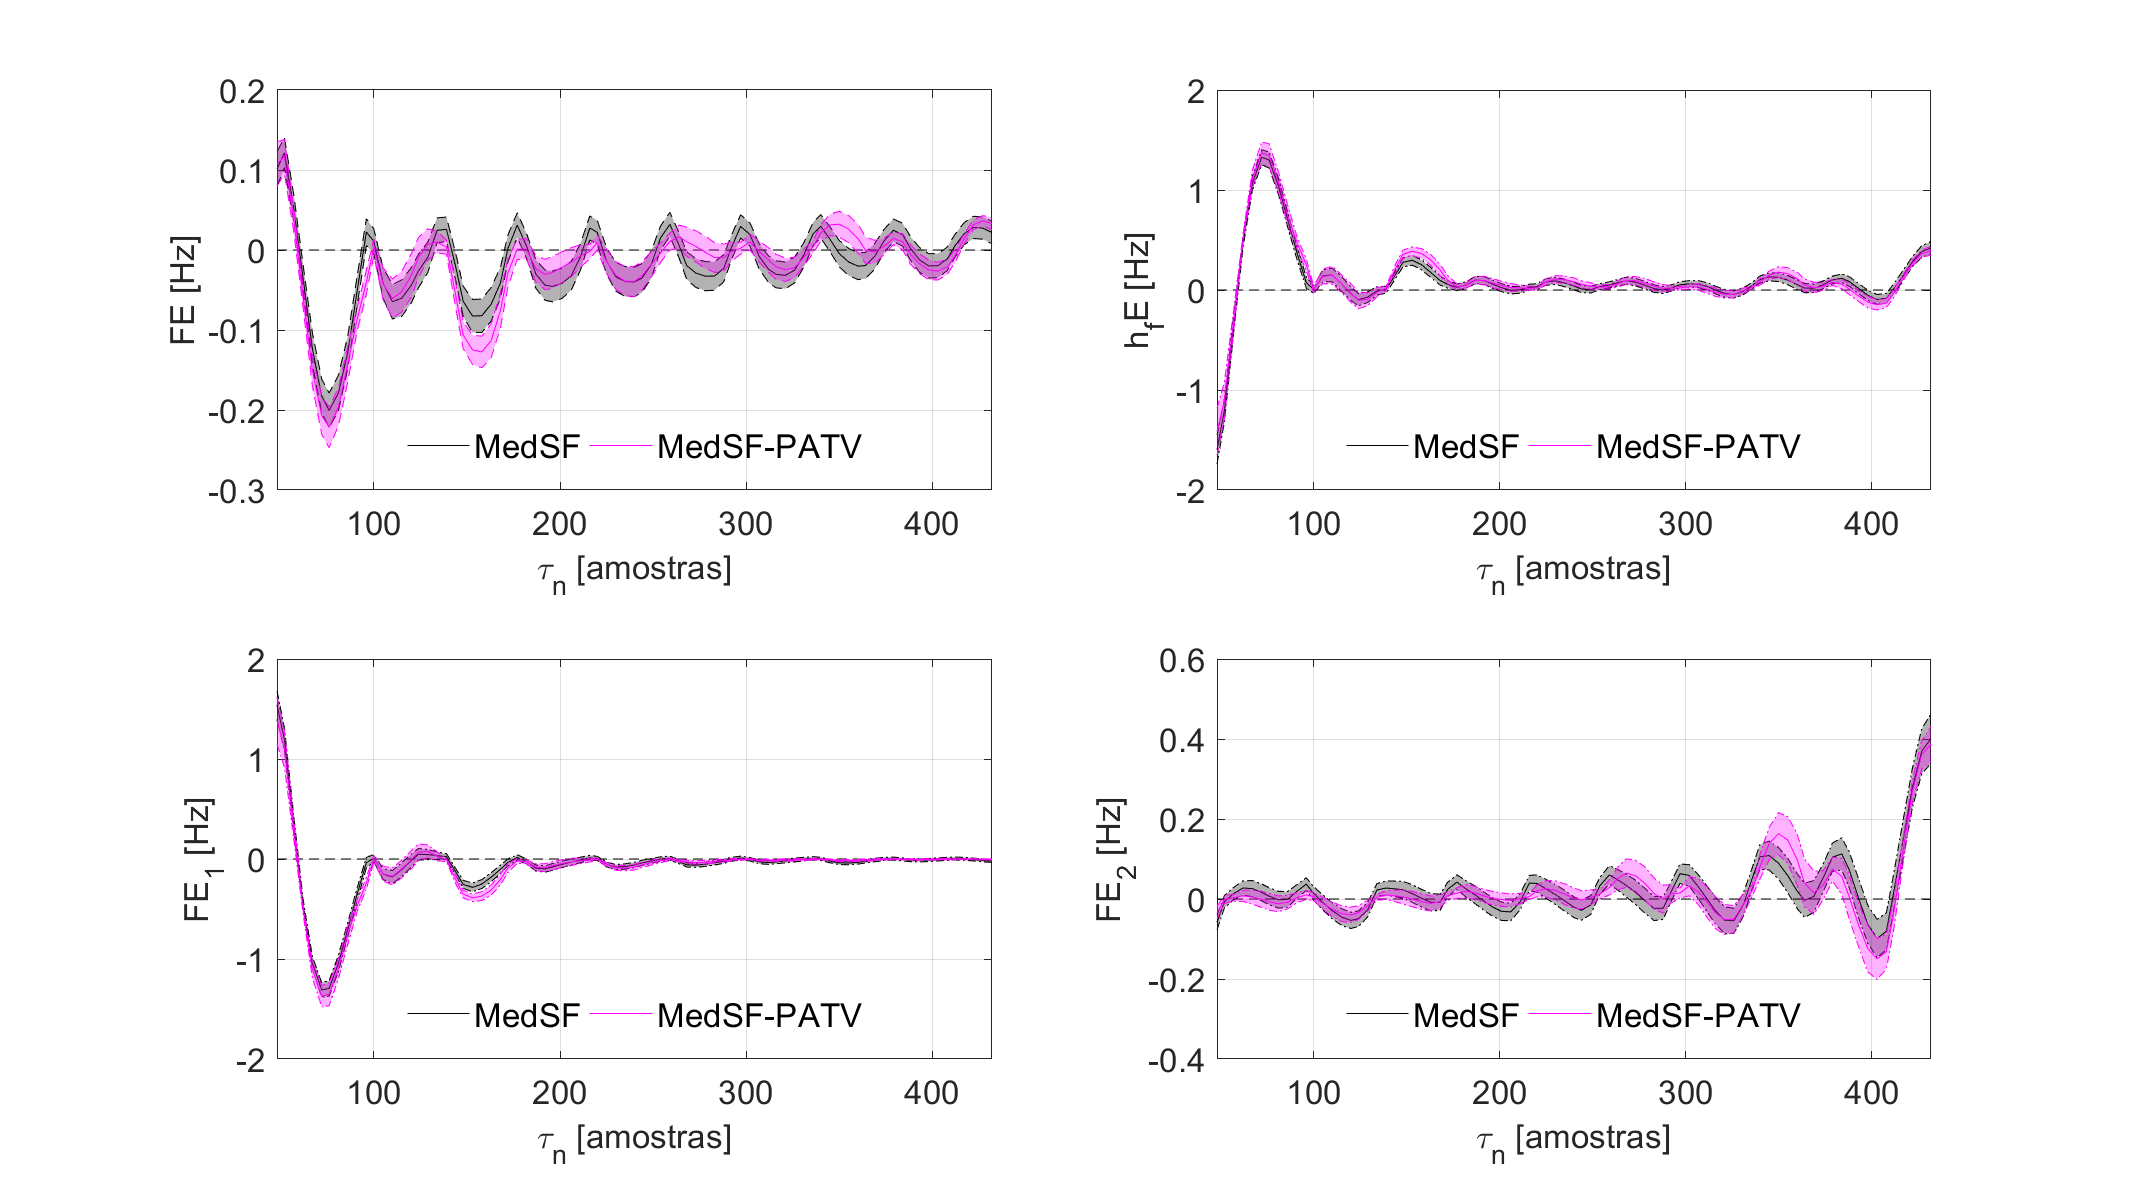 0.2
0.1
0
-0.1
-0.2
-0.3
FE [Hz]
MedSF MedSF-PATV
100 200 300 400
τn [amostras]
2
1
0
-1
-2
hfE [Hz]
MedSF MedSF-PATV
100 200 300 400
τn [amostras]
2
1
0
-1
-2
FE1 [Hz]
MedSF MedSF-PATV
100 200 300 400
τn [amostras]
0.6
0.4
0.2
0
-0.2
-0.4
FE2 [Hz]
MedSF MedSF-PATV
100 200 300 400
τn [amostras]